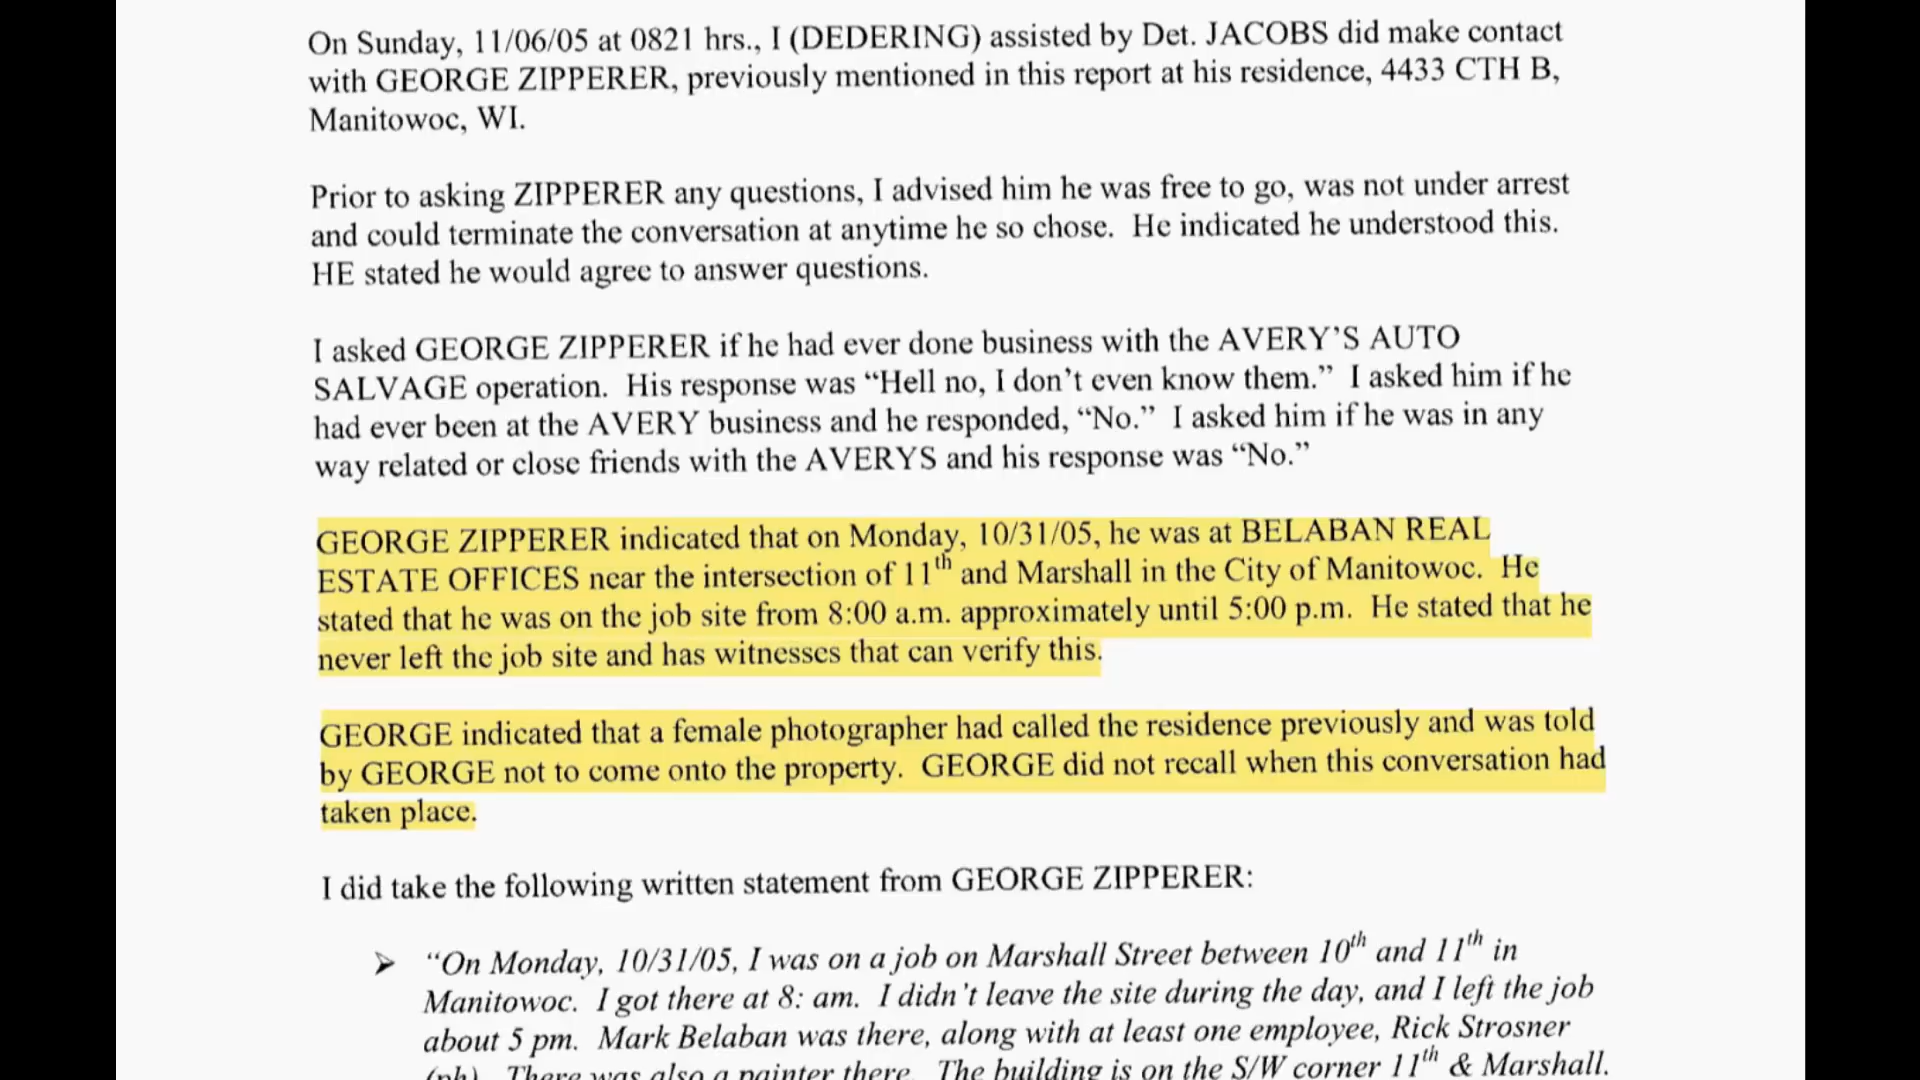 On Sunday, 11/06/05 at 0821 hrs., I (DEDERING) assisted by Det. JACOBS did make contact
with GEORGE ZIPPERER, previously mentioned in this report at his residence, 4433 CTH B,
Manitowoc, WI.
Prior to asking ZIPPERER any questions, I advised him he was free to go, was not under arrest
and could terminate the conversation at anytime he so chose. He indicated he understood this.
HE stated he would agree to answer questions.
I asked GEORGE ZIPPERER if he had ever done business with the AVERY'S AUTO
SALVAGE operation. His response was “Hell no, I don't even know them.” I asked him if he
had ever been at the AVERY business and he responded, “No.” I asked him if he was in any
way related or close friends with the AVERYS and his response was “No.”
GEORGE ZIPPERER indicated that on Monday, 10/31/05, he was at BELABAN REAL
ESTATE OFFICES near the intersection of 11th and Marshall in the City of Manitowoc. He
stated that he was on the job site from 8:00 a.m. approximately until 5:00 p.m. He stated that he
never left the job site and has witnesses that can verify this.
GEORGE indicated that a female photographer had called the residence previously and was told
by GEORGE not to come onto the property. GEORGE did not recall when this conversation had
taken place.
I did take the following written statement from GEORGE ZIPPERER:
➢ “On Monday, 10/31/05, I was on a job on Marshall Street between 10th and 11th in
Manitowoc. I got there at 8: am. I didn't leave the site during the day, and I left the job
about 5 pm. Mark Belaban was there, along with at least one employee, Rick Strosner
(ph). There was also a painter there. The building is on the S/W corner 11th & Marshall.